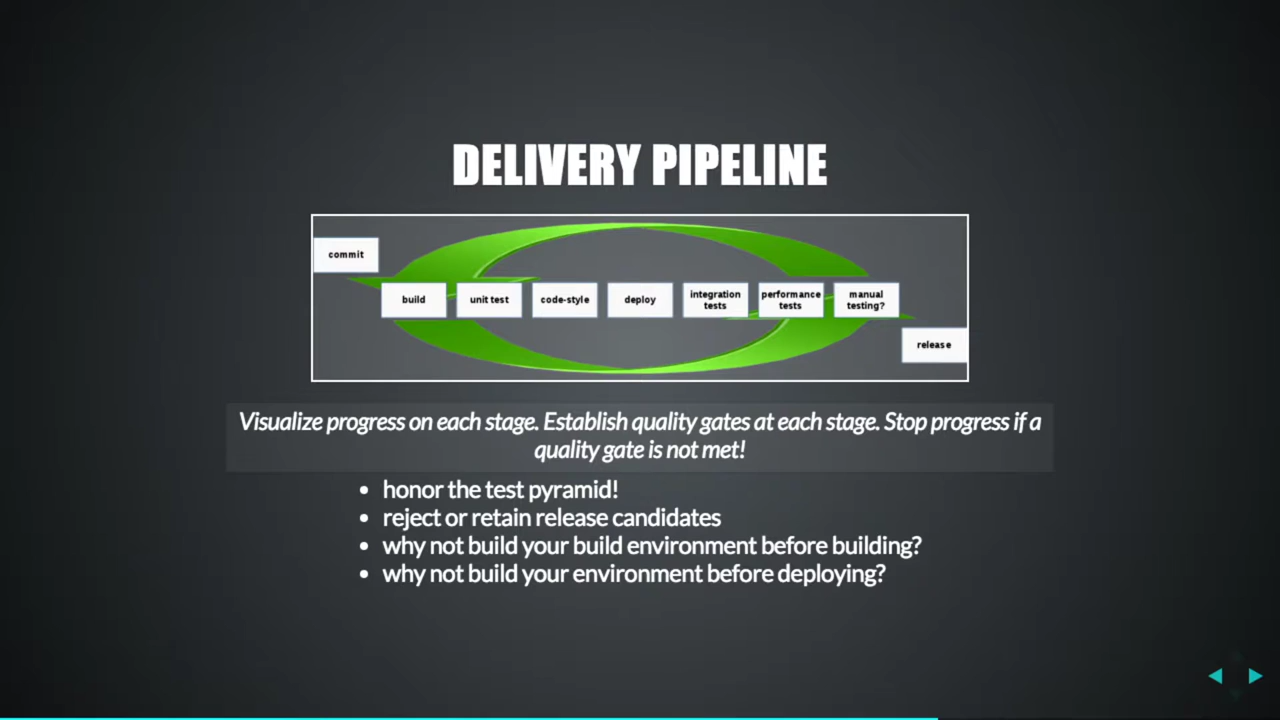 DELIVERY PIPELINE
commit
build
unit test
code-style
deploy
integration
tests
performance
tests
manual
testing?
release
Visualize progress on each stage. Establish quality gates at each stage. Stop progress if a
quality gate is not met!
honor the test pyramid!
reject or retain release candidates
why not build your build environment before building?
why not build your environment before deploying?